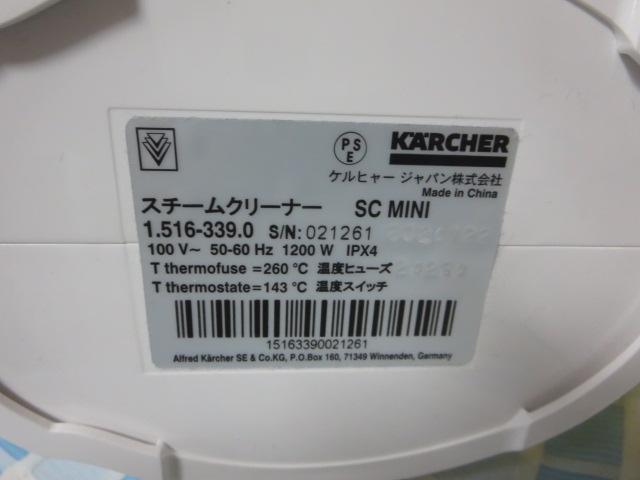 PS
E
KÄRCHER
ケルヒャー ジャパン株式会社
Made in China
スチームクリーナー SC MINI
1.516-339.0 S/N: 021261
100 V~ 50-60 Hz 1200 W IPX4
T thermofuse =260 °C 温度ヒューズ
T thermostate =143 °C 温度スイッチ
15163390021261
Alfred Kärcher SE & Co.KG, P.O.Box 160, 71349 Winnenden, Germany